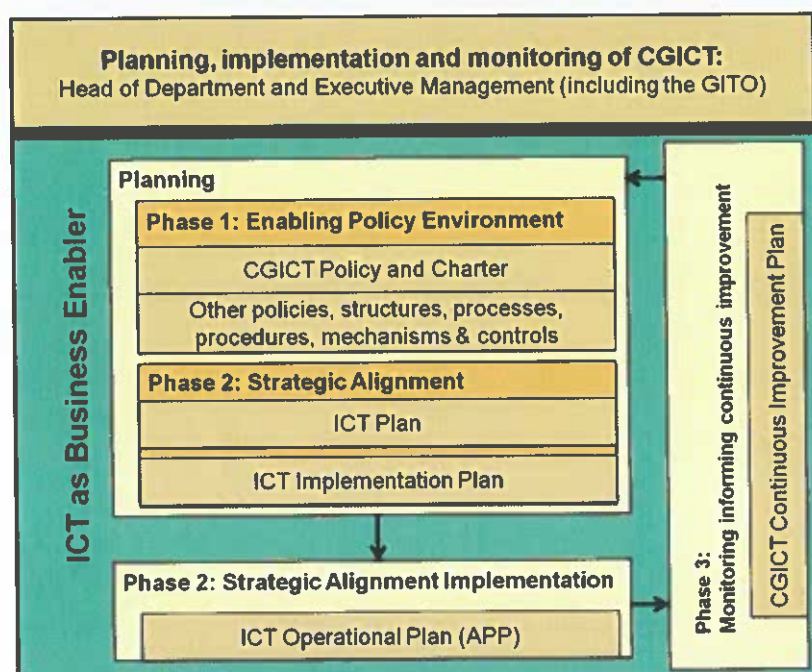 Planning, implementation and monitoring of CGICT:
Head of Department and Executive Management (including the GITO)
ICT as Business Enabler
Planning
Phase 1: Enabling Policy Environment
CGICT Policy and Charter
Other policies, structures, processes,
procedures, mechanisms & controls
Phase 2: Strategic Alignment
ICT Plan
ICT Implementation Plan
Phase 2: Strategic Alignment Implementation
ICT Operational Plan (APP)
Phase 3:
Monitoring informing continuous improvement
CGICT Continuous Improvement Plan